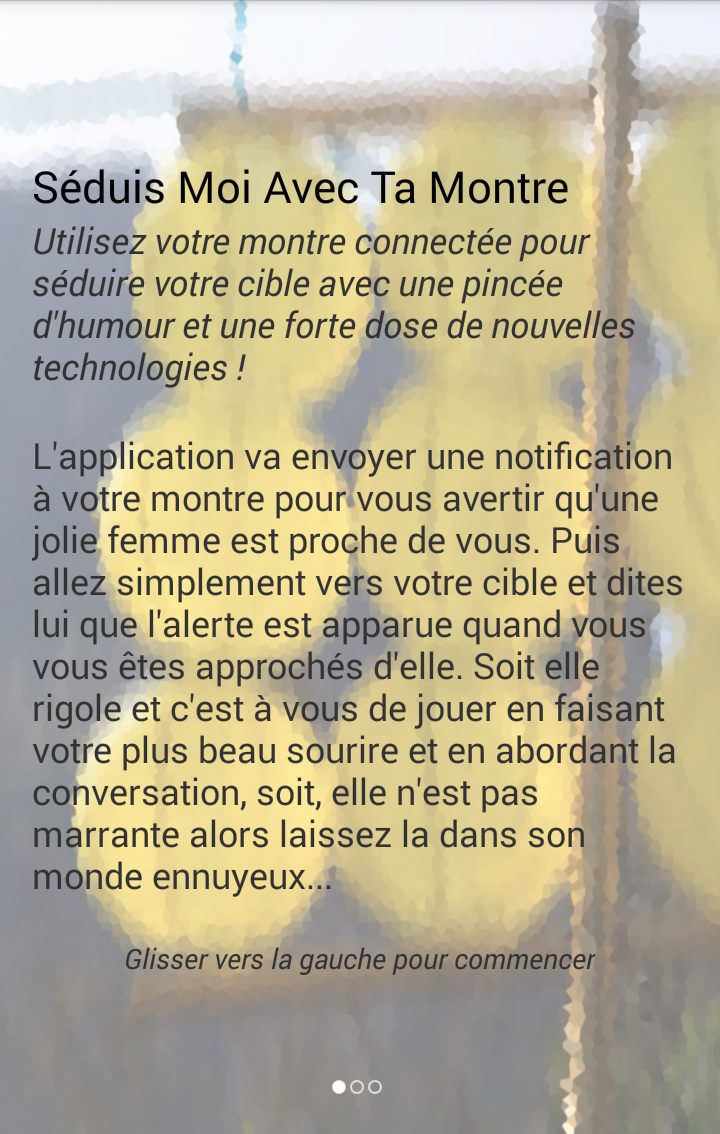 Séduis Moi Avec Ta Montre
Utilisez votre montre connectée pour
séduire votre cible avec une pincée
d'humour et une forte dose de nouvelles
technologies !
L'application va envoyer une notification
à votre montre pour vous avertir qu'une
jolie femme est proche de vous. Puis
allez simplement vers votre cible et dites
lui que l'alerte est apparue quand vous
vous êtes approchés d'elle. Soit elle
rigole et c'est à vous de jouer en faisant
votre plus beau sourire et en abordant la
conversation, soit, elle n'est pas
marrante alors laissez la dans son
monde ennuyeux...
Glisser vers la gauche pour commencer